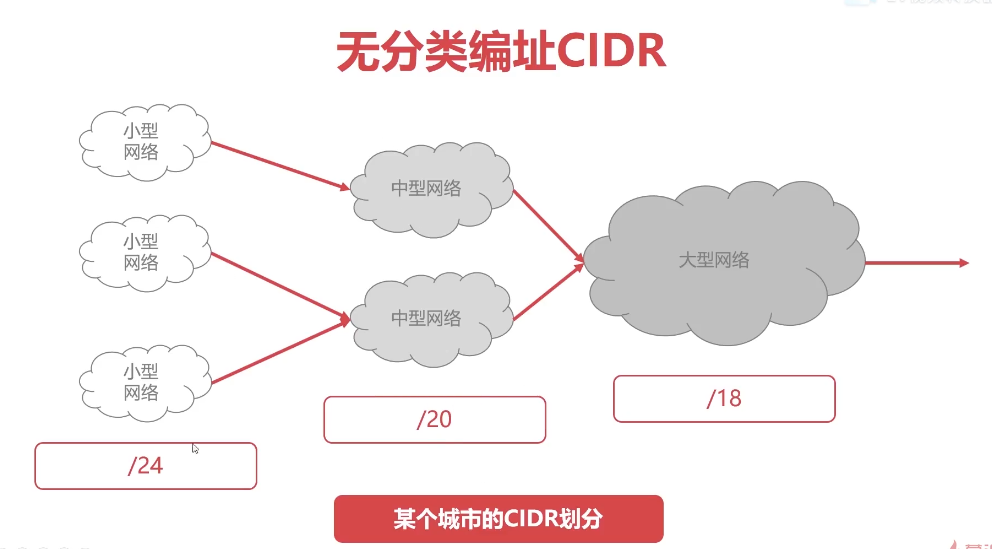 无分类编址CIDR
小型
网络
中型网络
小型
网络
大型网络
中型网络
小型
网络
/24
/20
/18
某个城市的CIDR划分